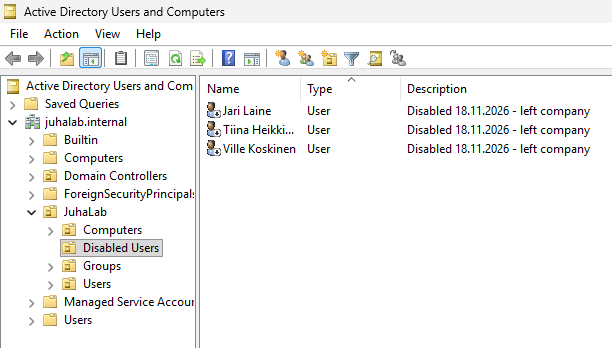 Active Directory Users and Computers
File Action View Help
Active Directory Users and Com
Saved Queries
juhalab.internal
Builtin
Computers
Domain Controllers
ForeignSecurityPrincipals
JuhaLab
Computers
Disabled Users
Groups
Users
Managed Service Accour
Users
Name Type Description
Jari Laine User Disabled 18.11.2026 - left company
Tiina Heikki... User Disabled 18.11.2026 - left company
Ville Koskinen User Disabled 18.11.2026 - left company